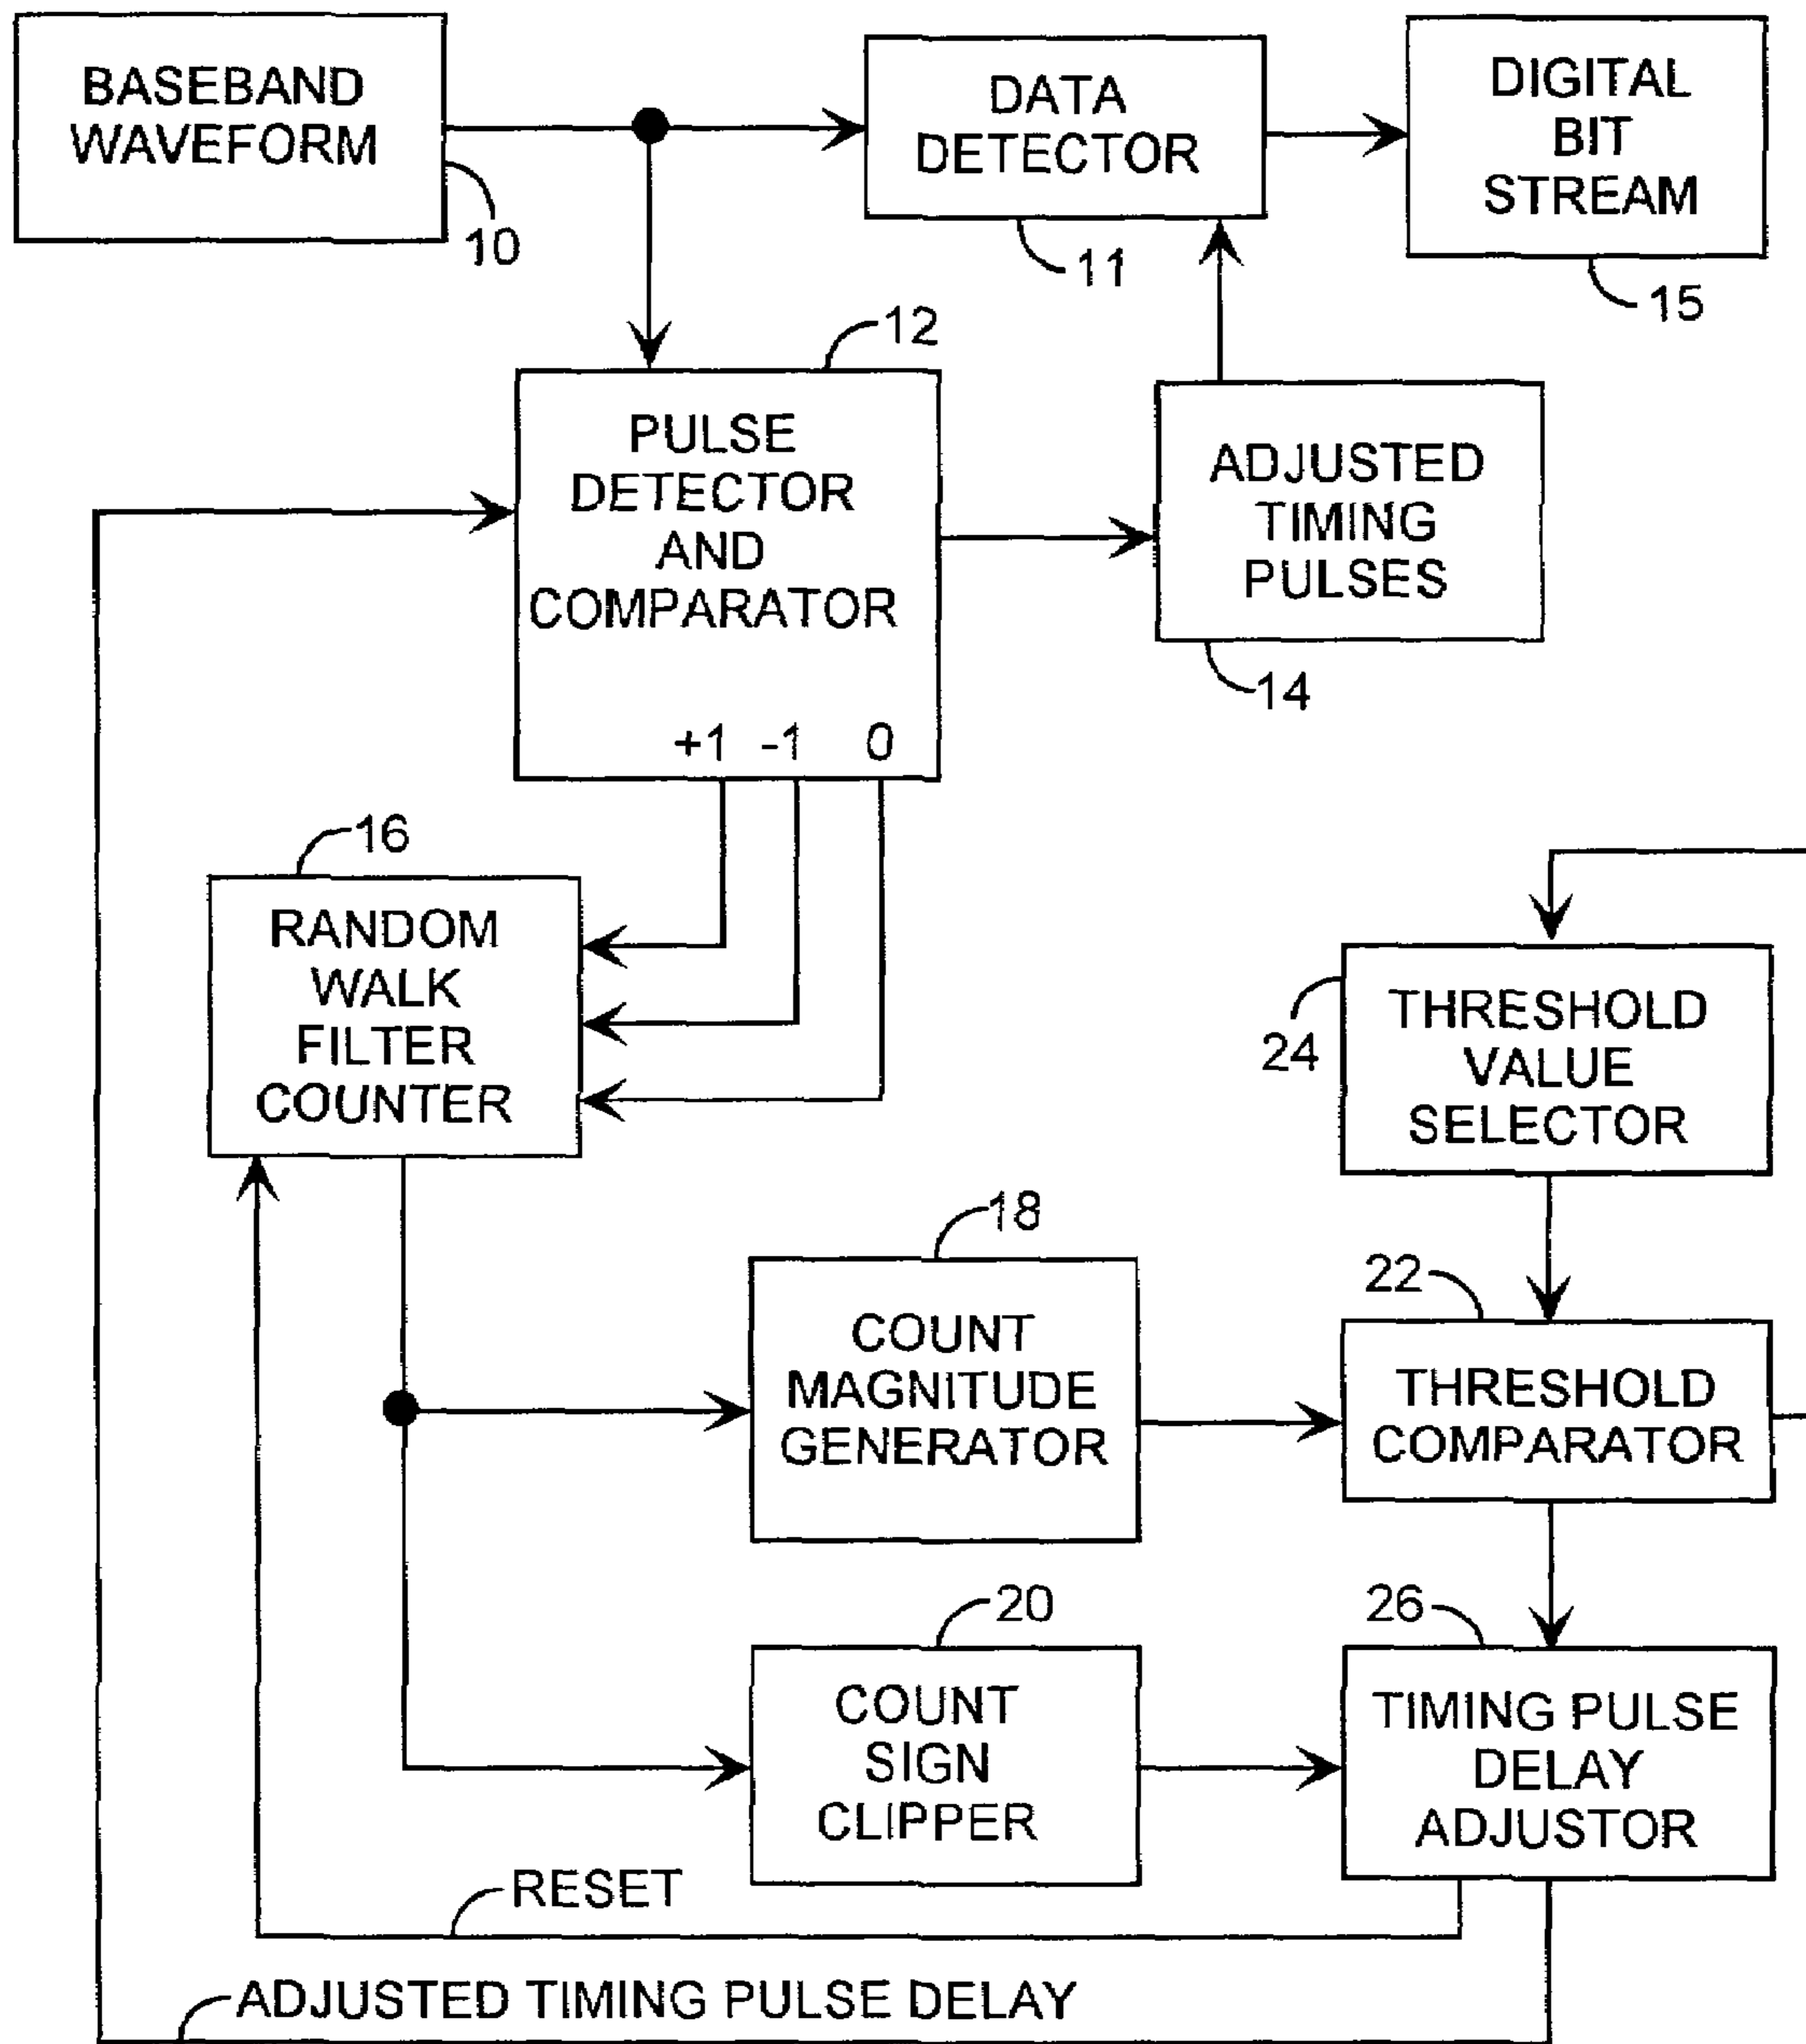 BASEBAND
WAVEFORM
10
DATA
DETECTOR
11
DIGITAL
BIT
STREAM
15
12
PULSE
DETECTOR
AND
COMPARATOR
+1 -1 0
ADJUSTED
TIMING
PULSES
14
16
RANDOM
WALK
FILTER
COUNTER
24
THRESHOLD
VALUE
SELECTOR
18
COUNT
MAGNITUDE
GENERATOR
22
THRESHOLD
COMPARATOR
20
COUNT
SIGN
CLIPPER
26
TIMING PULSE
DELAY
ADJUSTOR
RESET
ADJUSTED TIMING PULSE DELAY